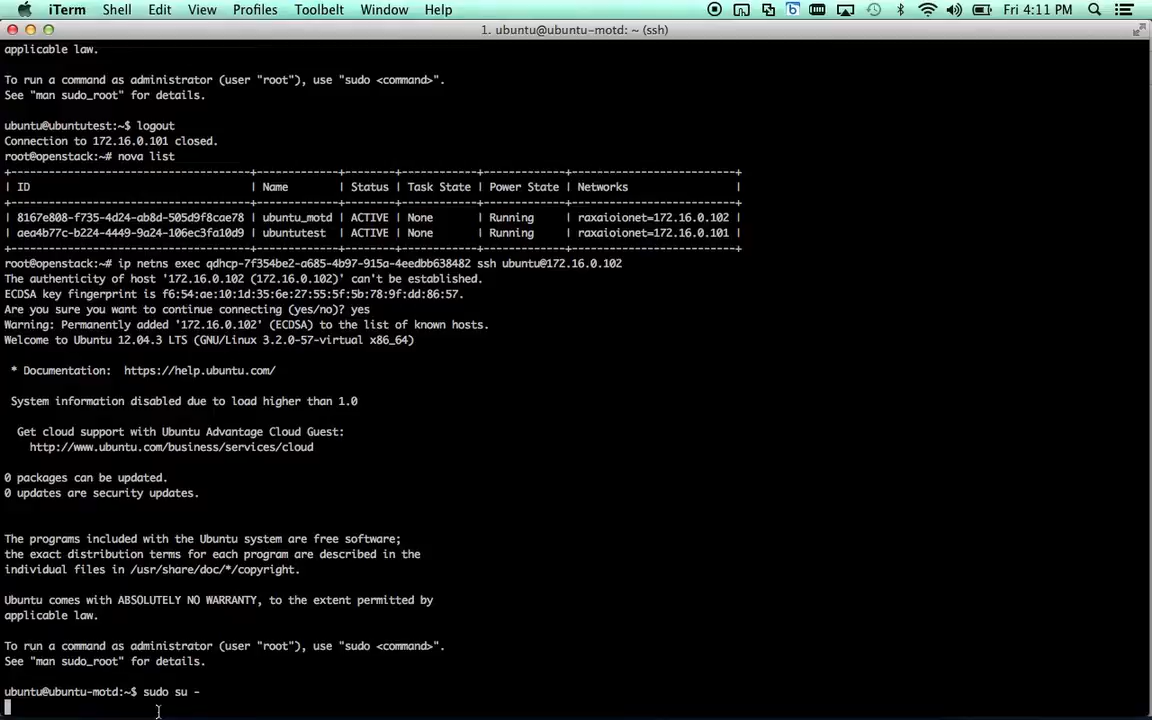 iTerm Shell Edit View Profiles Toolbelt Window Help Fri 4:11 PM
1. ubuntu@ubuntu-motd: ~ (ssh)
applicable law.
To run a command as administrator (user "root"), use "sudo <command>".
See "man sudo_root" for details.
ubuntu@ubuntutest:~$ logout
Connection to 172.16.0.101 closed.
root@openstack:~# nova list
+--------------------------------------+-------------+--------+------------+-------------+-------------------------+
| ID | Name | Status | Task State | Power State | Networks |
+--------------------------------------+-------------+--------+------------+-------------+-------------------------+
| 8167e808-f735-4d24-ab8d-505d9f8cae78 | ubuntu_motd | ACTIVE | None | Running | raxaioionet=172.16.0.102 |
| aea4b77c-b224-4449-9a24-106ec3fa10d9 | ubuntutest | ACTIVE | None | Running | raxaioionet=172.16.0.101 |
+--------------------------------------+-------------+--------+------------+-------------+-------------------------+
root@openstack:~# ip netns exec qdhcp-7f354be2-a685-4b97-915a-4eedbb638482 ssh ubuntu@172.16.0.102
The authenticity of host '172.16.0.102 (172.16.0.102)' can't be established.
ECDSA key fingerprint is f6:54:ae:10:1d:35:6e:27:55:5f:5b:78:9f:dd:86:57.
Are you sure you want to continue connecting (yes/no)? yes
Warning: Permanently added '172.16.0.102' (ECDSA) to the list of known hosts.
Welcome to Ubuntu 12.04.3 LTS (GNU/Linux 3.2.0-57-virtual x86_64)
* Documentation:  https://help.ubuntu.com/
System information disabled due to load higher than 1.0
Get cloud support with Ubuntu Advantage Cloud Guest:
http://www.ubuntu.com/business/services/cloud
0 packages can be updated.
0 updates are security updates.
The programs included with the Ubuntu system are free software;
the exact distribution terms for each program are described in the
individual files in /usr/share/doc/*/copyright.
Ubuntu comes with ABSOLUTELY NO WARRANTY, to the extent permitted by
applicable law.
To run a command as administrator (user "root"), use "sudo <command>".
See "man sudo_root" for details.
ubuntu@ubuntu-motd:~$ sudo su -